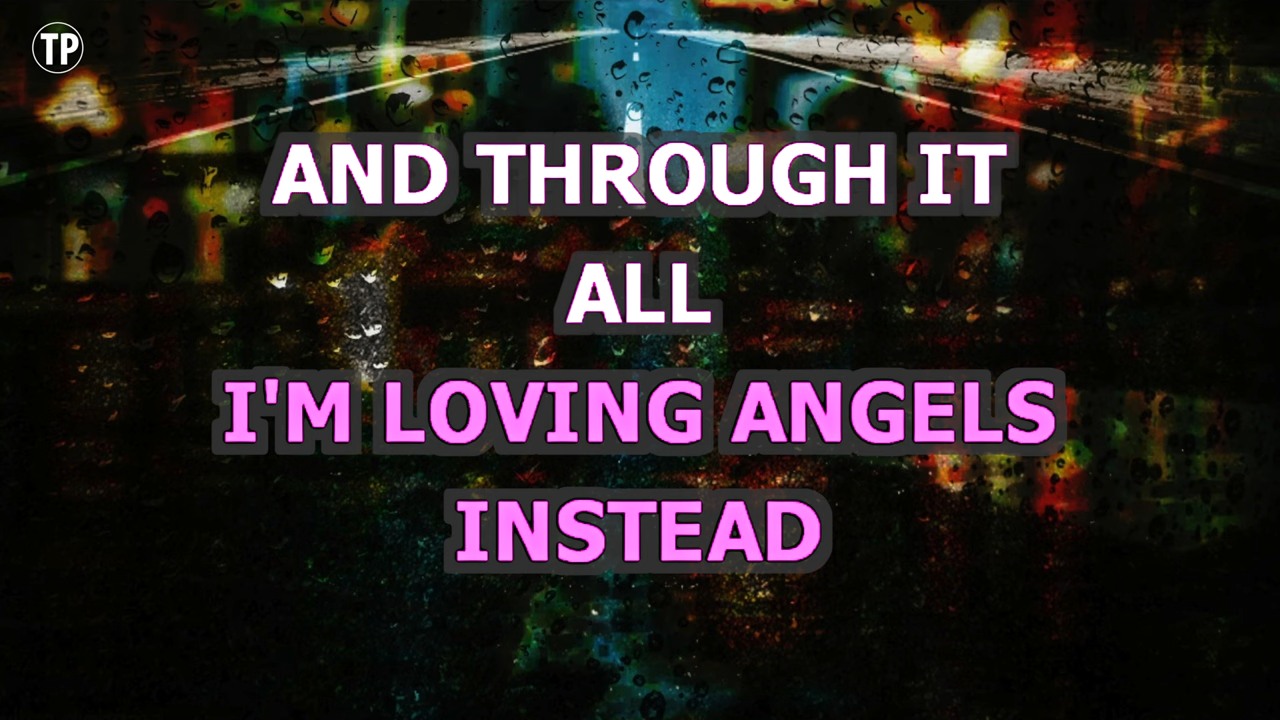 TP
AND THROUGH IT
ALL
I'M LOVING ANGELS
INSTEAD